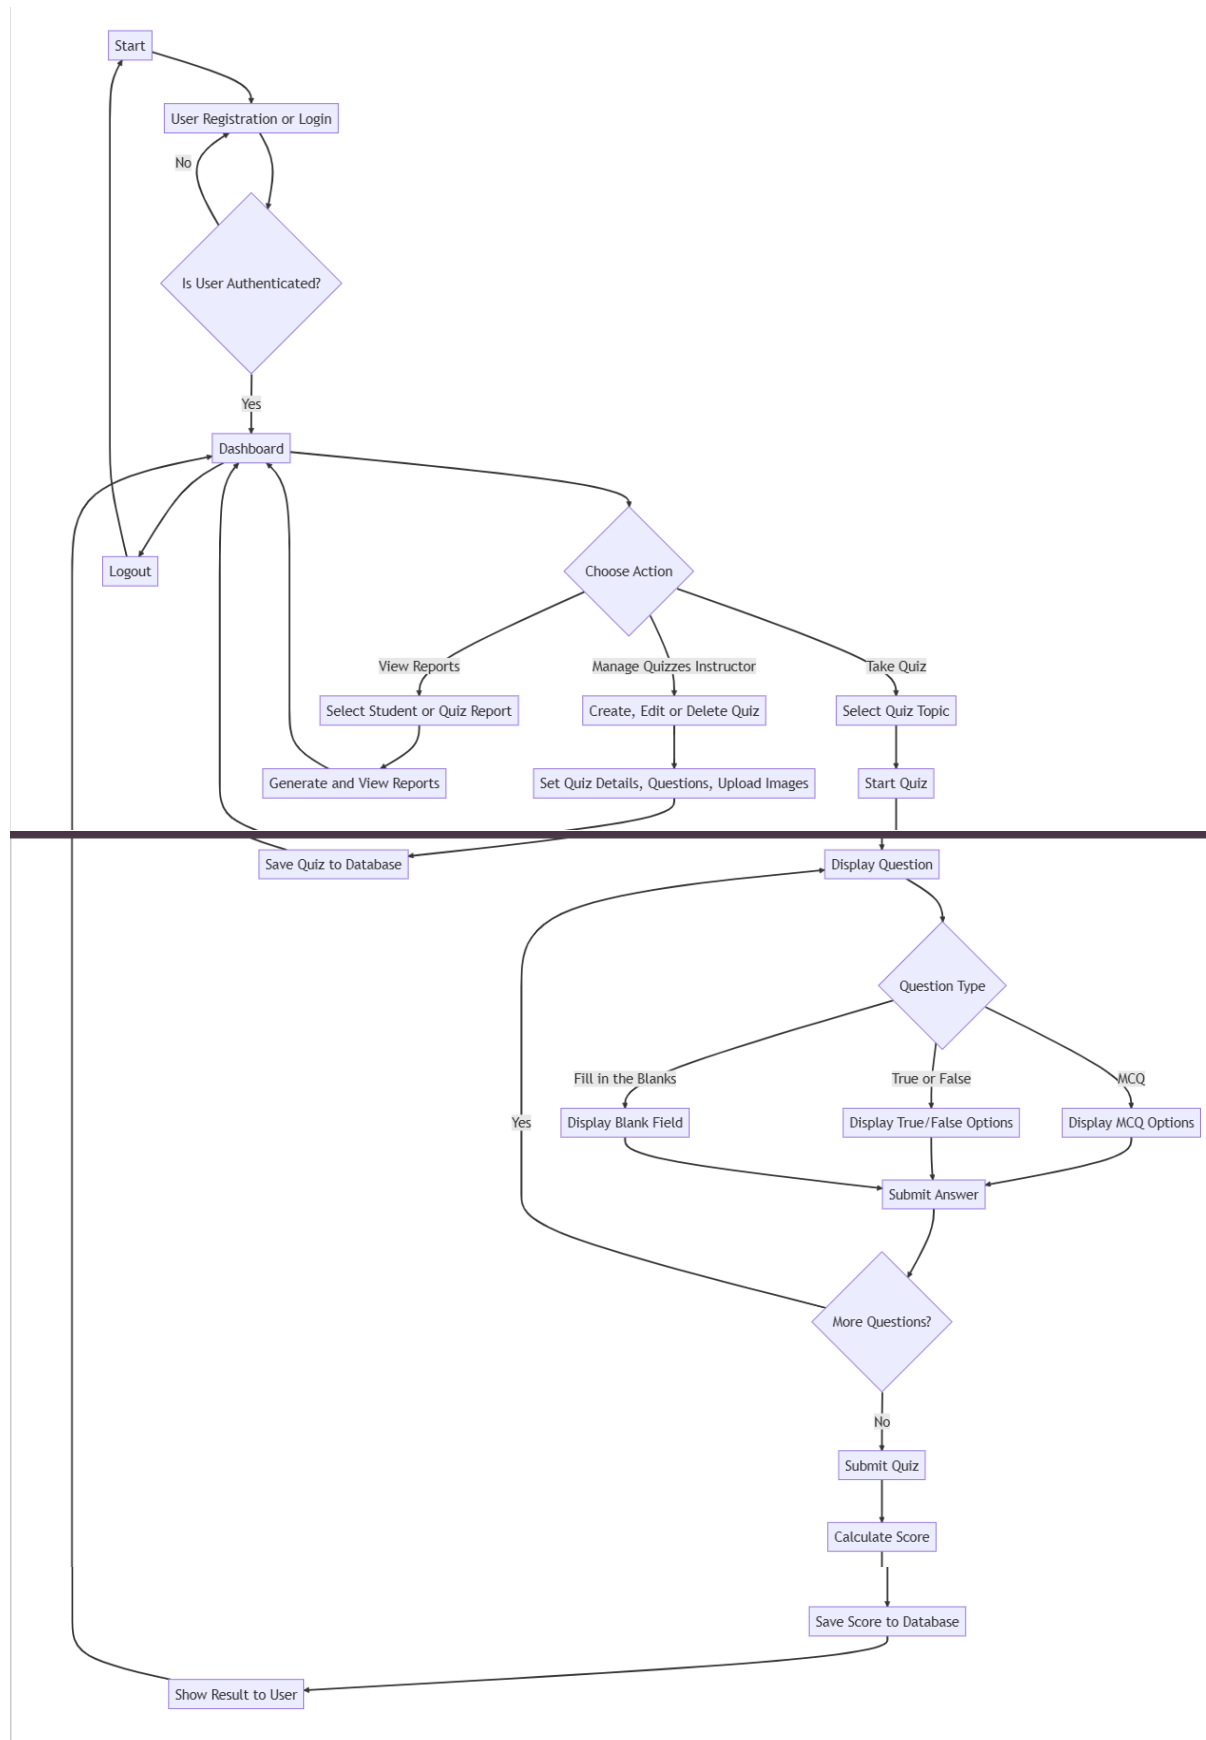 Start
User Registration or Login
No
Is User Authenticated?
Yes
Dashboard
Logout
Choose Action
View Reports
Manage Quizzes Instructor
Take Quiz
Select Student or Quiz Report
Create, Edit or Delete Quiz
Select Quiz Topic
Generate and View Reports
Set Quiz Details, Questions, Upload Images
Start Quiz
Save Quiz to Database
Display Question
Question Type
Fill in the Blanks
True or False
MCQ
Yes
Display Blank Field
Display True/False Options
Display MCQ Options
Submit Answer
More Questions?
No
Submit Quiz
Calculate Score
Save Score to Database
Show Result to User